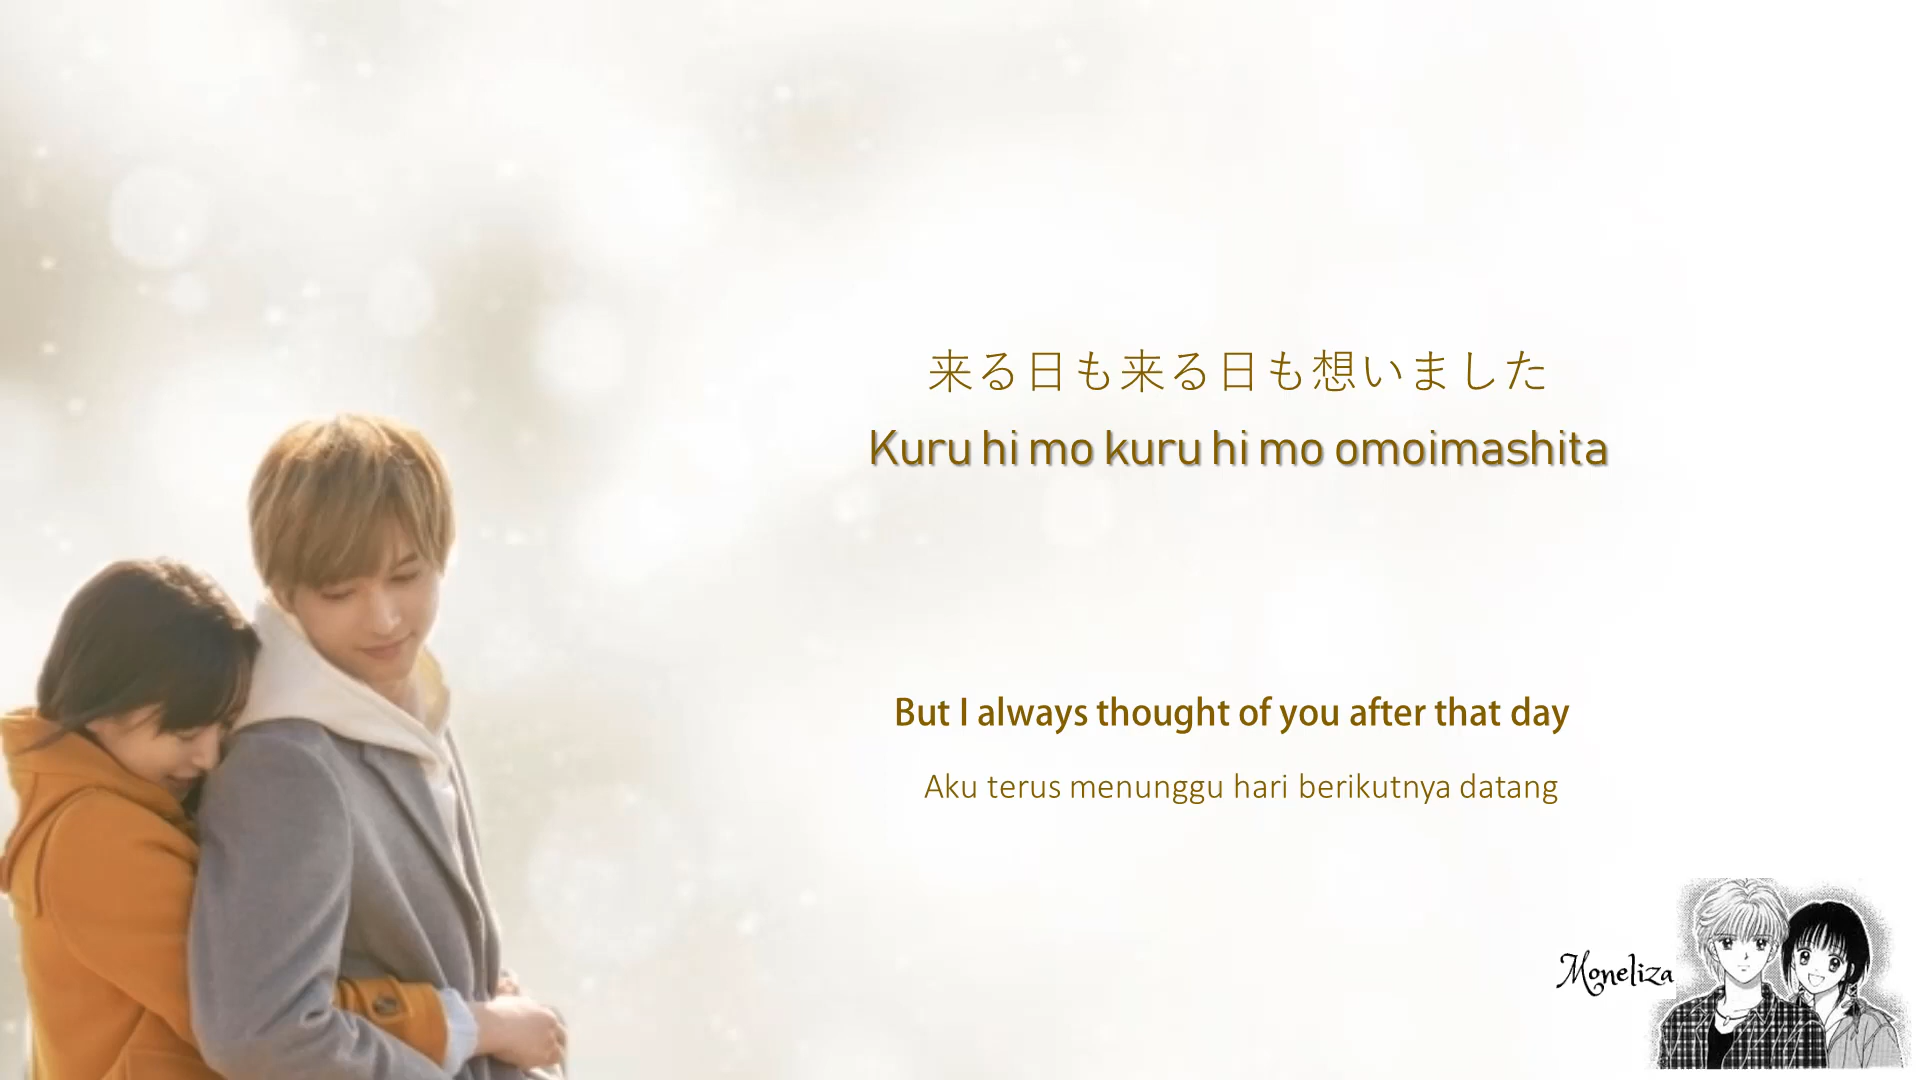 来る日も来る日も想いました
Kuru hi mo kuru hi mo omoimashita
But I always thought of you after that day
Aku terus menunggu hari berikutnya datang
Moneliza